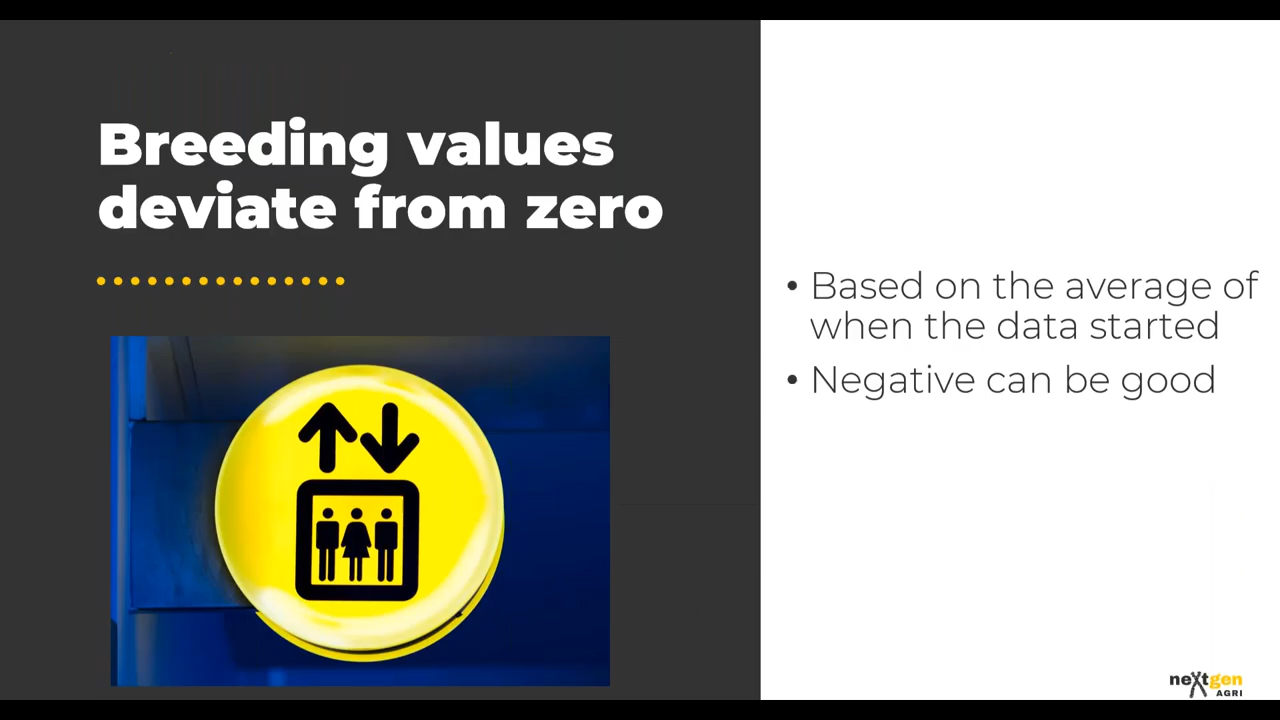 Breeding values
deviate from zero
• Based on the average of
when the data started
• Negative can be good
nextgen
AGRI